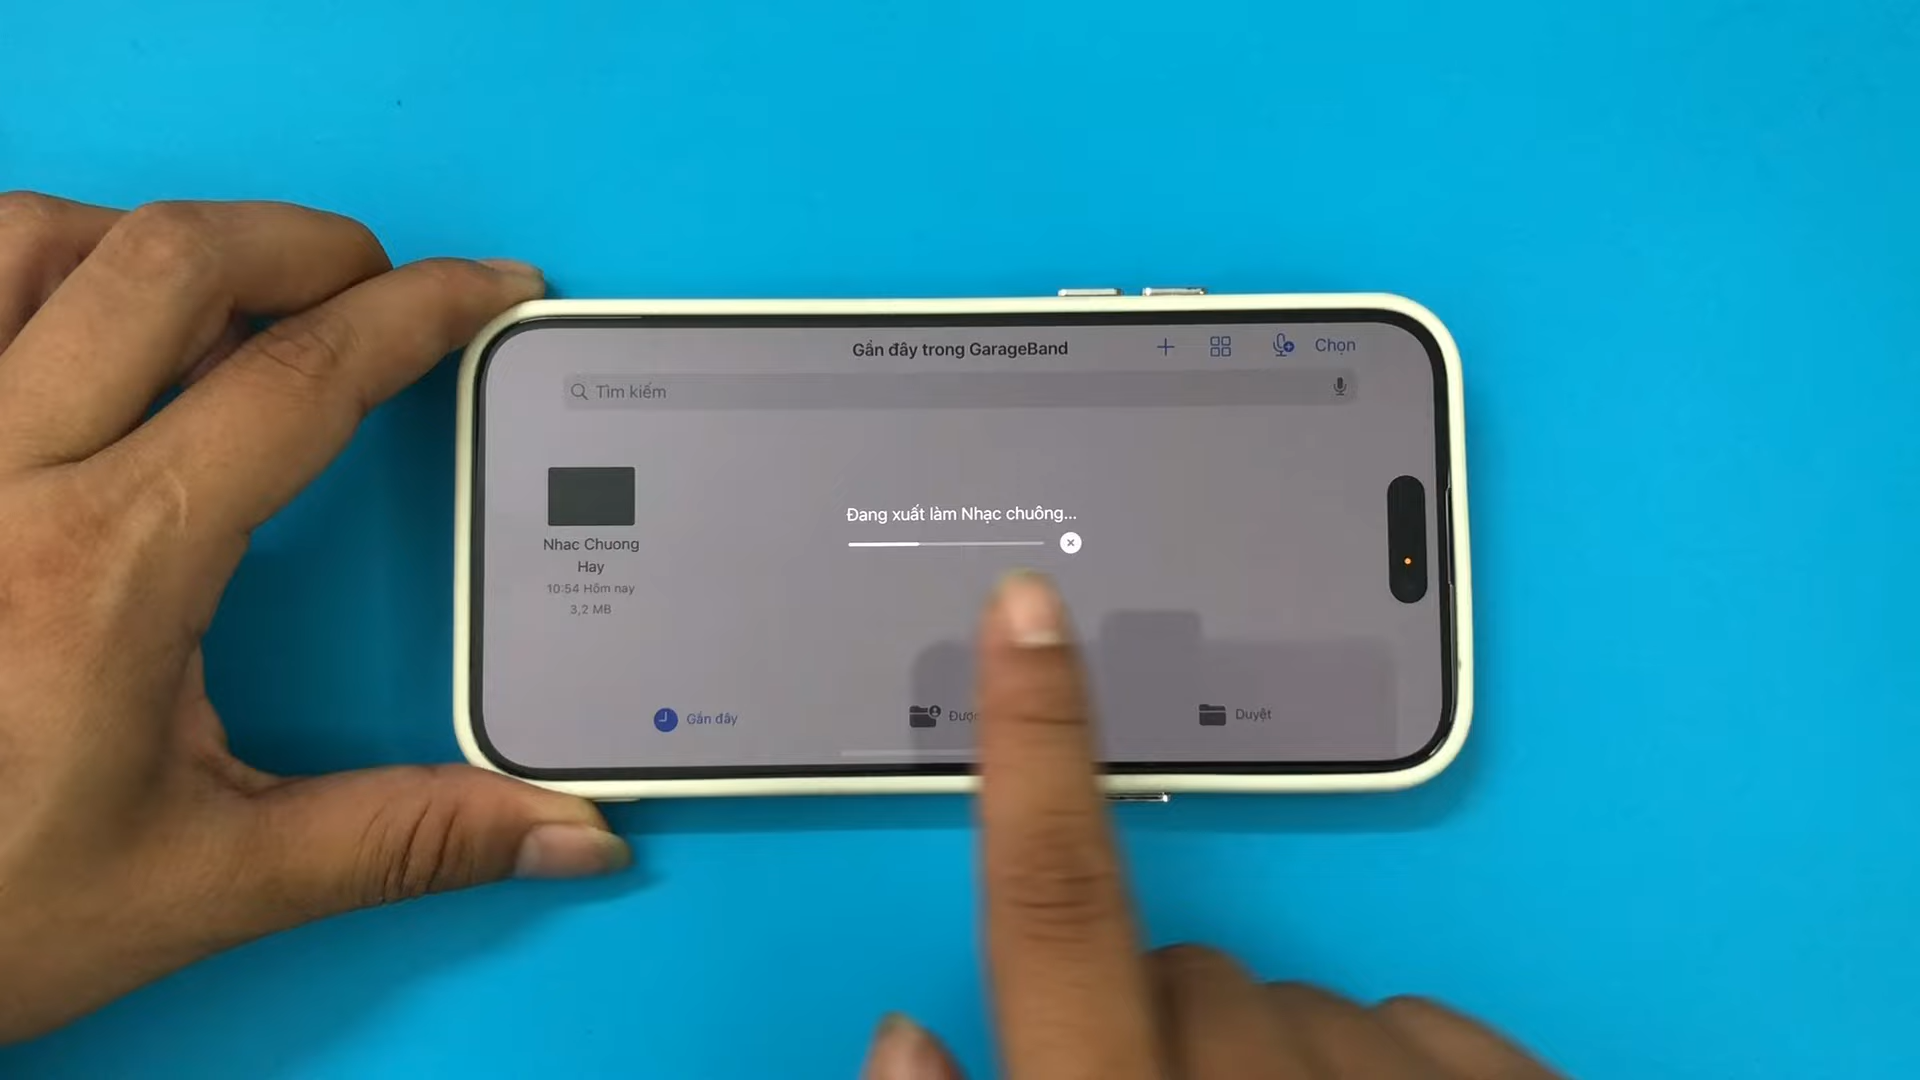 Gần đây trong GarageBand
Chọn
Tìm kiếm
Đang xuất làm Nhạc chuông...
Nhac Chuong
Hay
10:54 Hôm nay
3,2 MB
Gần đây
Duyệt